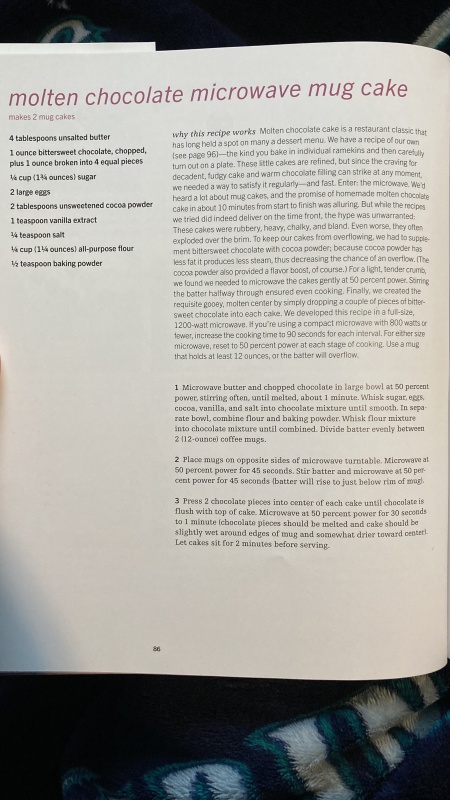 molten chocolate microwave mug cake
makes 2 mug cakes
4 tablespoons unsalted butter
1 ounce bittersweet chocolate, chopped,
plus 1 ounce broken into 4 equal pieces
¼ cup (1¾ ounces) sugar
2 large eggs
2 tablespoons unsweetened cocoa powder
1 teaspoon vanilla extract
¼ teaspoon salt
¼ cup (1¼ ounces) all-purpose flour
½ teaspoon baking powder
why this recipe works Molten chocolate cake is a restaurant classic that
has long held a spot on many a dessert menu. We have a recipe of our own
(see page 96)—the kind you bake in individual ramekins and then carefully
turn out on a plate. These little cakes are refined, but since the craving for
decadent, fudgy cake and warm chocolate filling can strike at any moment,
we needed a way to satisfy it regularly—and fast. Enter: the microwave. We'd
heard a lot about mug cakes, and the promise of homemade molten chocolate
cake in about 10 minutes from start to finish was alluring. But while the recipes
we tried did indeed deliver on the time front, the hype was unwarranted:
These cakes were rubbery, heavy, chalky, and bland. Even worse, they often
exploded over the brim. To keep our cakes from overflowing, we had to supple-
ment bittersweet chocolate with cocoa powder; because cocoa powder has
less fat it produces less steam, thus decreasing the chance of an overflow. (The
cocoa powder also provided a flavor boost, of course.) For a light, tender crumb,
we found we needed to microwave the cakes gently at 50 percent power. Stirring
the batter halfway through ensured even cooking. Finally, we created the
requisite gooey, molten center by simply dropping a couple of pieces of bitter-
sweet chocolate into each cake. We developed this recipe in a full-size,
1200-watt microwave. If you're using a compact microwave with 800 watts or
fewer, increase the cooking time to 90 seconds for each interval. For either size
microwave, reset to 50 percent power at each stage of cooking. Use a mug
that holds at least 12 ounces, or the batter will overflow.
1 Microwave butter and chopped chocolate in large bowl at 50 percent
power, stirring often, until melted, about 1 minute. Whisk sugar, eggs,
cocoa, vanilla, and salt into chocolate mixture until smooth. In sepa-
rate bowl, combine flour and baking powder. Whisk flour mixture
into chocolate mixture until combined. Divide batter evenly between
2 (12-ounce) coffee mugs.
2 Place mugs on opposite sides of microwave turntable. Microwave at
50 percent power for 45 seconds. Stir batter and microwave at 50 per-
cent power for 45 seconds (batter will rise to just below rim of mug).
3 Press 2 chocolate pieces into center of each cake until chocolate is
flush with top of cake. Microwave at 50 percent power for 30 seconds
to 1 minute (chocolate pieces should be melted and cake should be
slightly wet around edges of mug and somewhat drier toward center).
Let cakes sit for 2 minutes before serving.
86